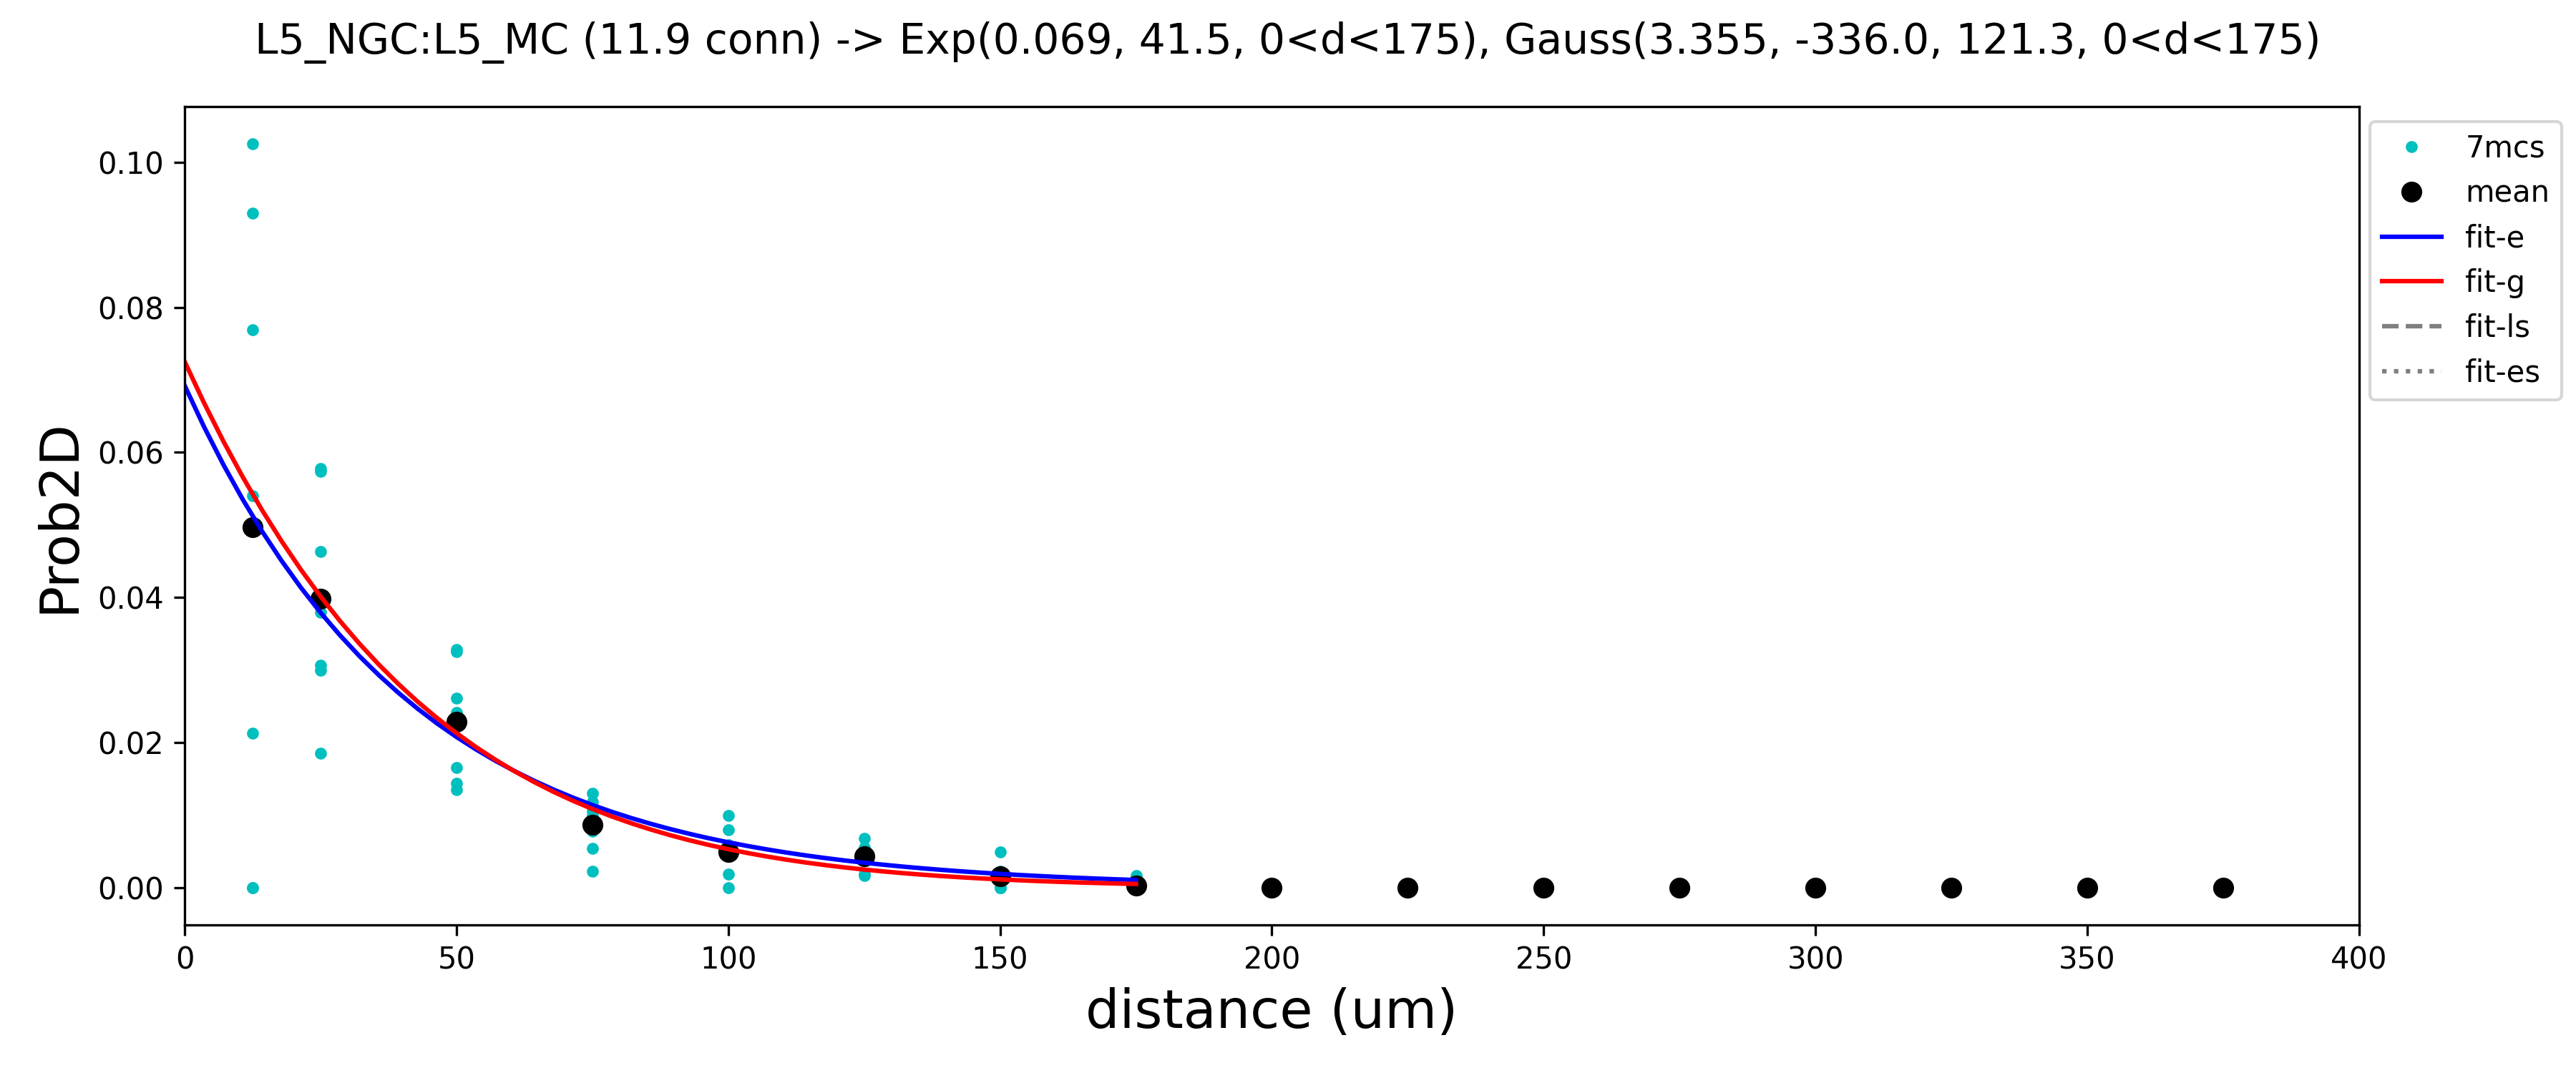 L5_NGC:L5_MC (11.9 conn) -> Exp(0.069, 41.5, 0<d<175), Gauss(3.355, -336.0, 121.3, 0<d<175)
7mcs
mean
fit-e
fit-g
fit-ls
fit-es
0.10
0.08
0.06
0.04
0.02
0.00
Prob2D
0 50 100 150 200 250 300 350 400
distance (um)